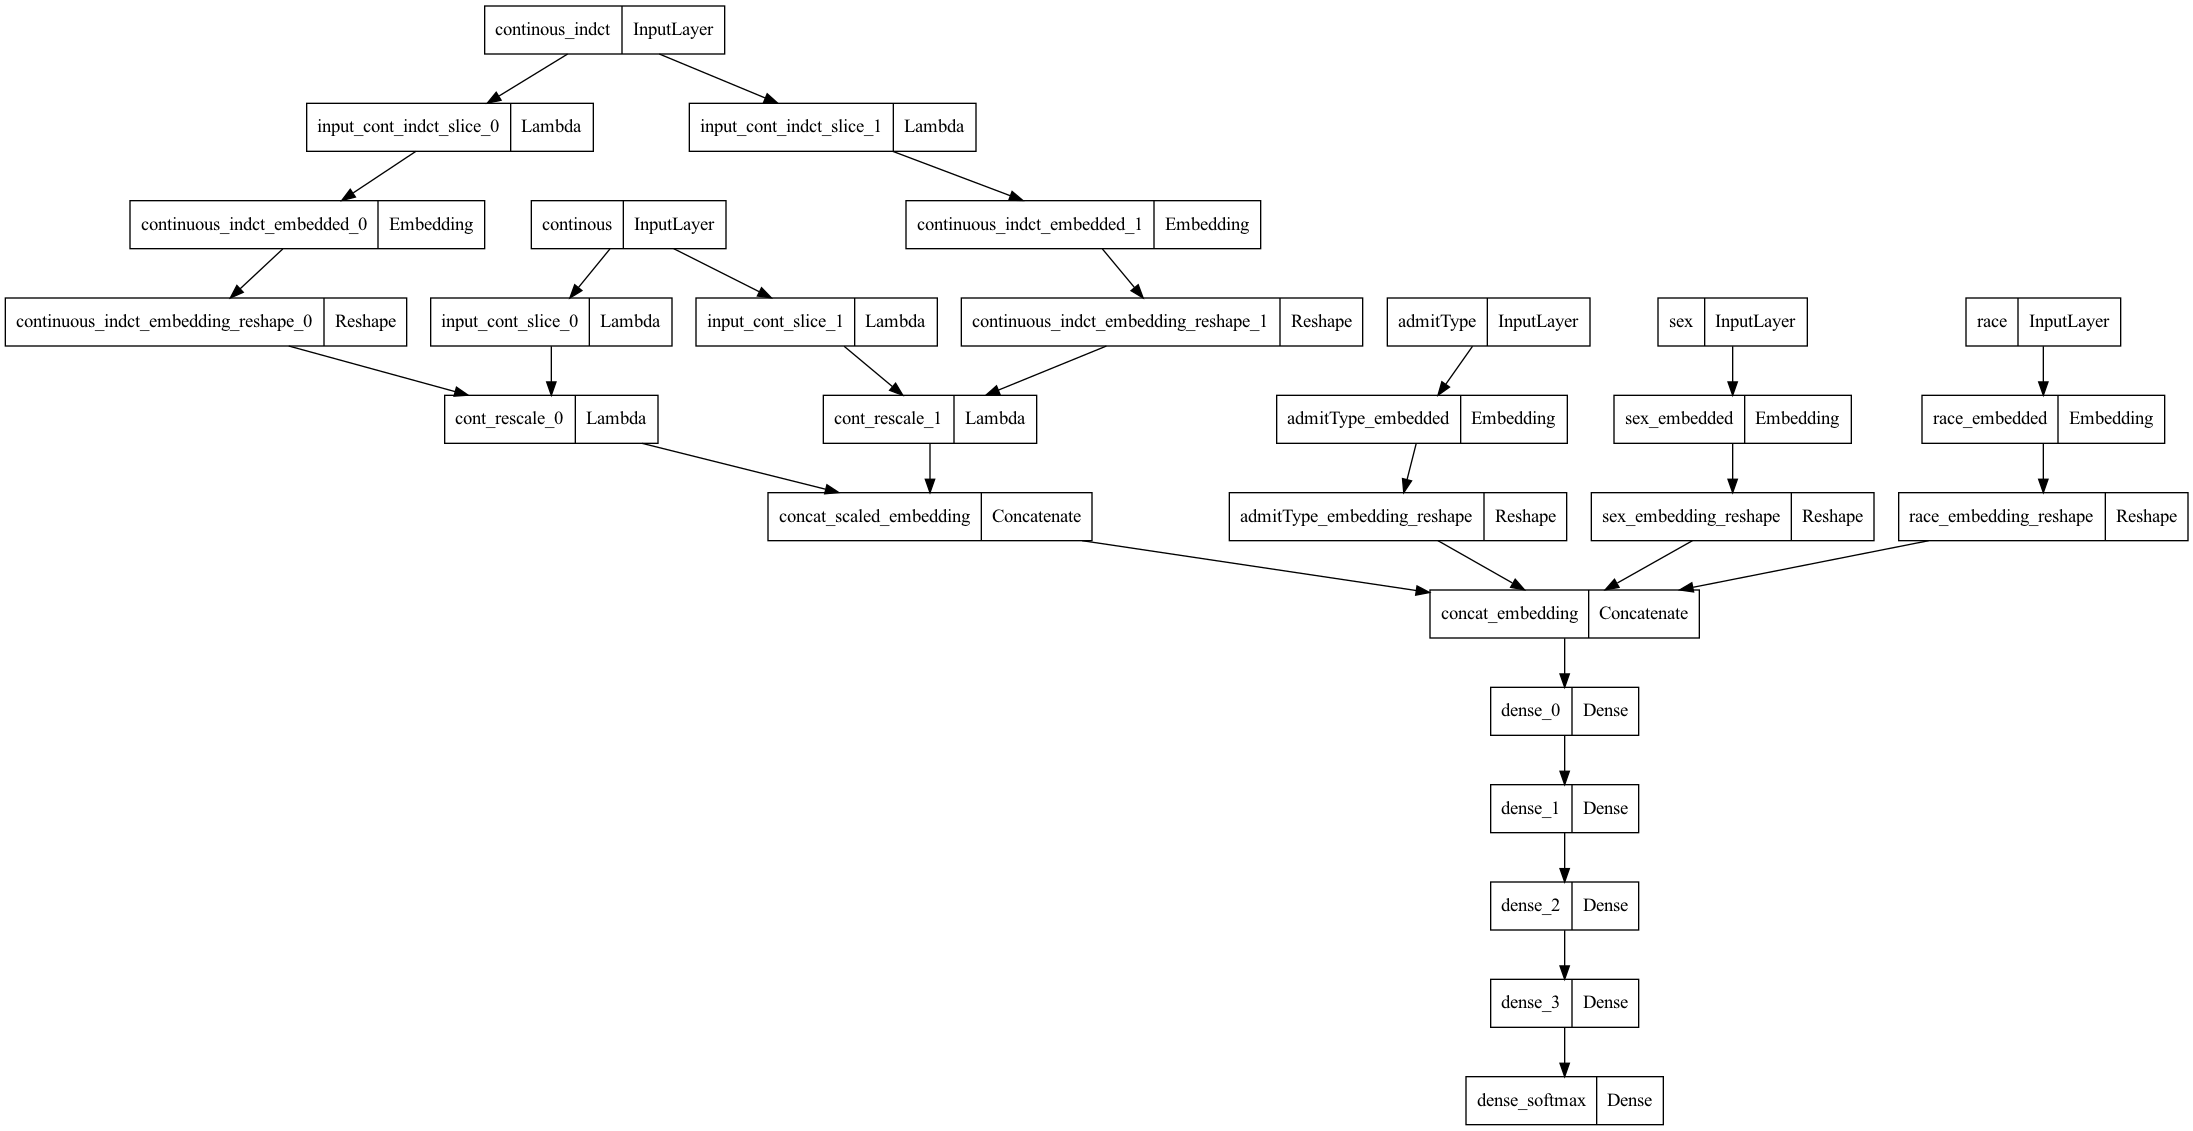 continous_indct InputLayer
input_cont_indct_slice_0 Lambda
input_cont_indct_slice_1 Lambda
continuous_indct_embedded_0 Embedding
continous InputLayer
continuous_indct_embedded_1 Embedding
continuous_indct_embedding_reshape_0 Reshape
input_cont_slice_0 Lambda
input_cont_slice_1 Lambda
continuous_indct_embedding_reshape_1 Reshape
admitType InputLayer
sex InputLayer
race InputLayer
cont_rescale_0 Lambda
cont_rescale_1 Lambda
admitType_embedded Embedding
sex_embedded Embedding
race_embedded Embedding
concat_scaled_embedding Concatenate
admitType_embedding_reshape Reshape
sex_embedding_reshape Reshape
race_embedding_reshape Reshape
concat_embedding Concatenate
dense_0 Dense
dense_1 Dense
dense_2 Dense
dense_3 Dense
dense_softmax Dense